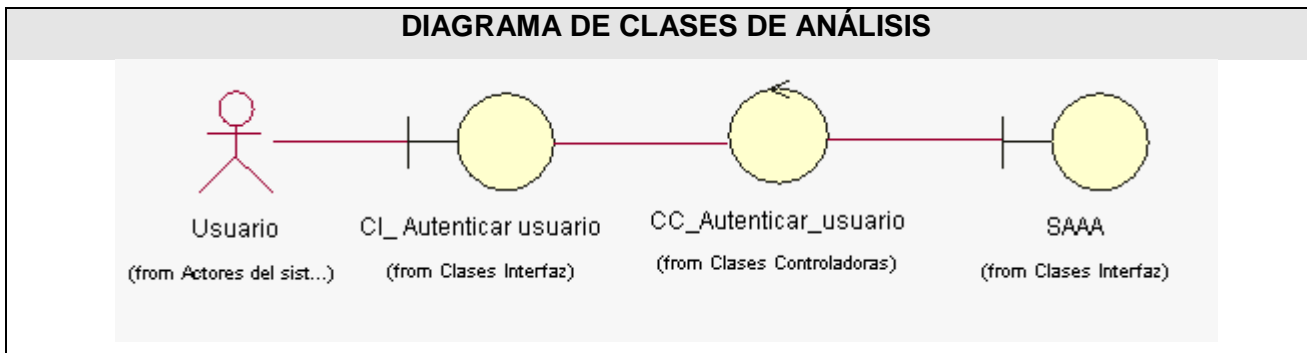 DIAGRAMA DE CLASES DE ANÁLISIS
Usuario
(from Actores del sist...)
CI_ Autenticar usuario
(from Clases Interfaz)
CC_Autenticar_usuario
(from Clases Controladoras)
SAAA
(from Clases Interfaz)